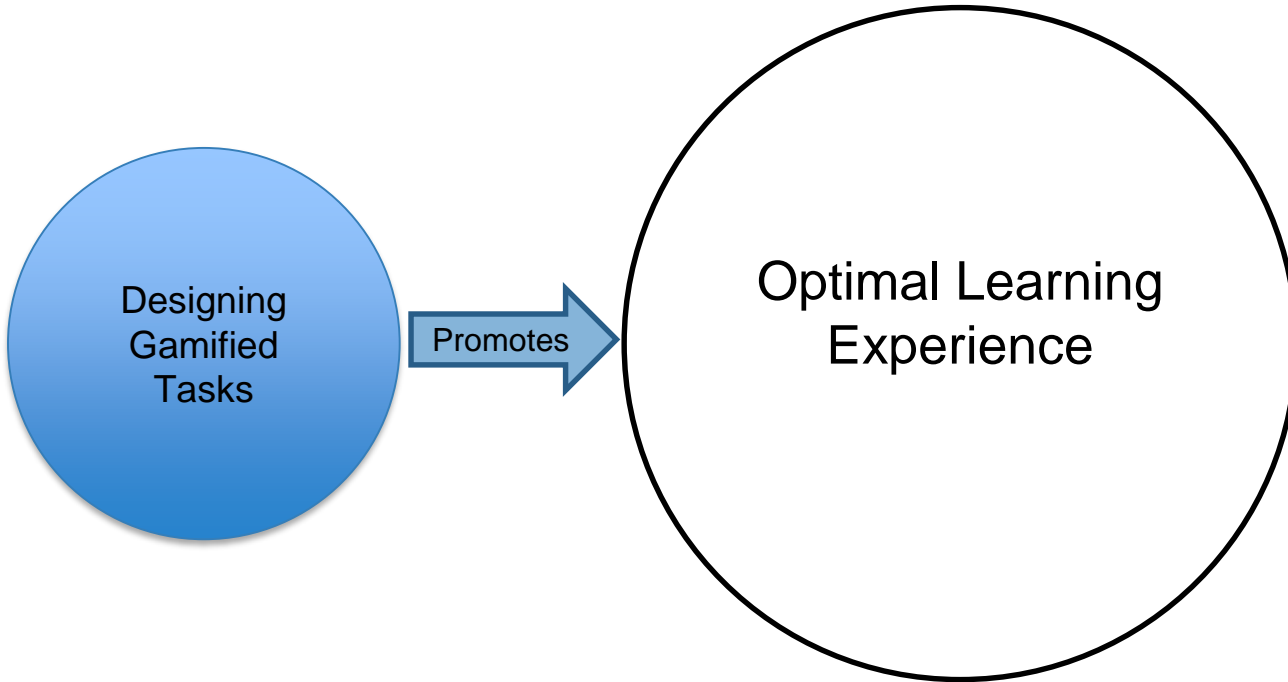 Designing
Gamified
Tasks
Promotes
Optimal Learning
Experience